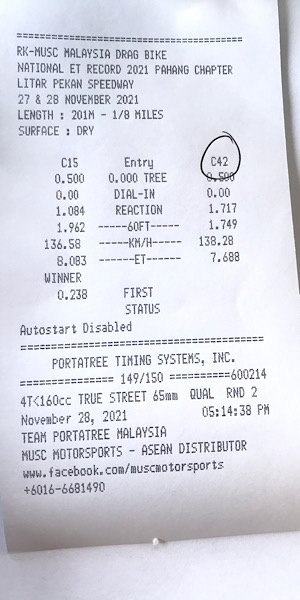 ========================================
RK-MUSC MALAYSIA DRAG BIKE
NATIONAL ET RECORD 2021 PAHANG CHAPTER
LITAR PEKAN SPEEDWAY
27 & 28 NOVEMBER 2021
LENGTH : 201M - 1/8 MILES
SURFACE : DRY
C15 Entry C42
0.500 0.000 TREE 0.500
0.00 DIAL-IN 0.00
1.084 REACTION 1.717
1.962 -----60FT----- 1.749
136.58 -----KM/H----- 138.28
8.083 ------ET------ 7.688
WINNER
0.238 FIRST
STATUS
Autostart Disabled
========================================
PORTATREE TIMING SYSTEMS, INC.
================ 149/150 ==========600214
4T<160cc TRUE STREET 65mm QUAL RND 2
November 28, 2021 05:14:38 PM
TEAM PORTATREE MALAYSIA
MUSC MOTORSPORTS - ASEAN DISTRIBUTOR
www.facebook.com/muscmotorsports
+6016-6681490